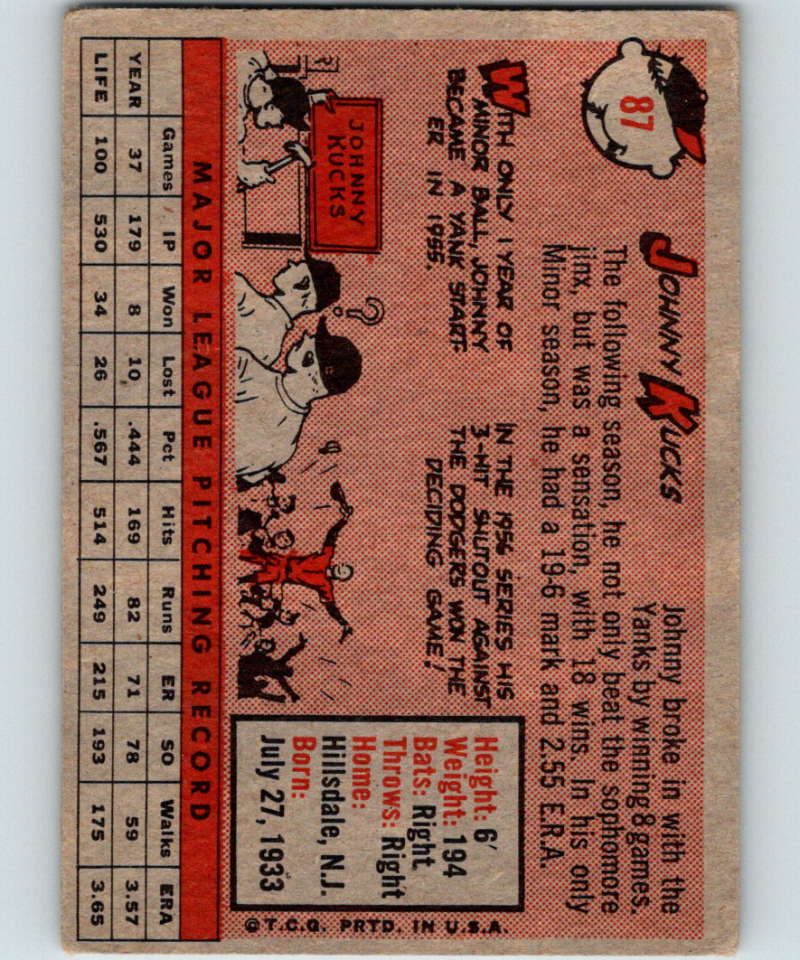 87
JOHNNY KUCKS
Johnny broke in with the
Yanks by winning 8 games.
The following season, he not only beat the sophomore
jinx, but was a sensation, with 18 wins. In his only
Minor season, he had a 19-6 mark and 2.55 E.R.A.
WITH ONLY 1 YEAR OF
MINOR BALL, JOHNNY
BECAME A YANK START-
ER IN 1955.
JOHNNY
KUCKS
?
IN THE 1956 SERIES HIS
3-HIT SHUTOUT AGAINST
THE DODGERS WON THE
DECIDING GAME!
Height: 6'
Weight: 194
Bats: Right
Throws: Right
Home:
Hillsdale, N.J.
Born:
July 27, 1933
©T.C.G. PRTD. IN U.S.A.
MAJOR LEAGUE PITCHING RECORD
Games IP Won Lost Pct Hits Runs ER SO Walks ERA
YEAR 37 179 8 10 .444 169 82 71 78 59 3.57
LIFE 100 530 34 26 .567 514 249 215 193 175 3.65